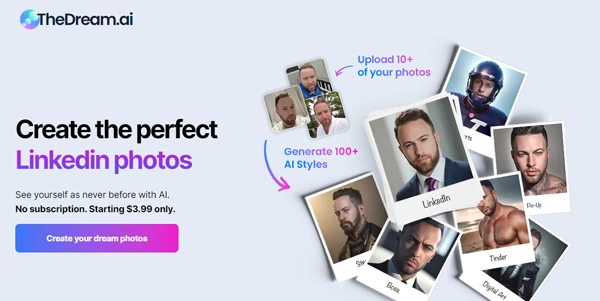 TheDream.ai
Upload 10+
of your photos
Create the perfect
Linkedin photos
Generate 100+
AI Styles
See yourself as never before with AI.
No subscription. Starting $3.99 only.
Create your dream photos
LinkedIn
Pin-Up
Tinder
Boss
Digital Art